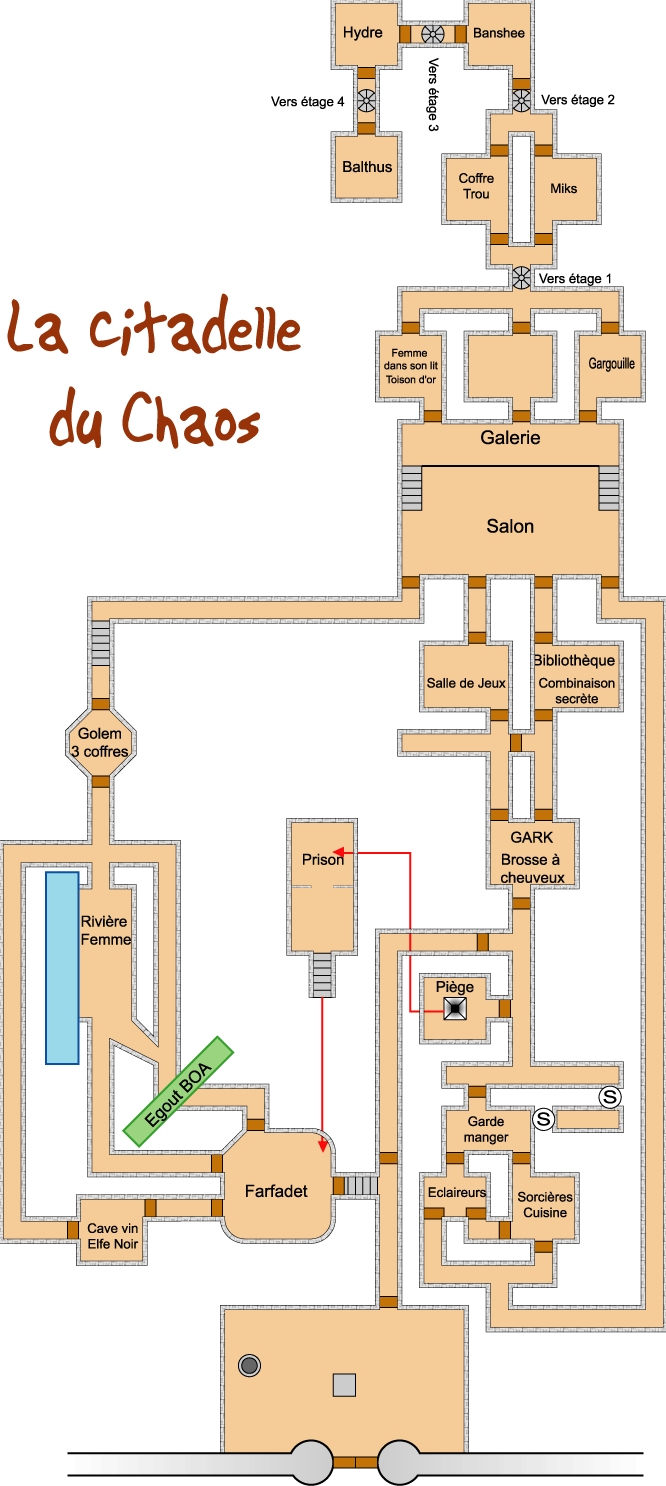 Hydre
Banshee
Vers étage 3
Vers étage 4
Vers étage 2
Balthus
Coffre
Trou
Miks
Vers étage 1
La citadelle
du Chaos
Femme
dans son lit
Toison d'or
Gargouille
Galerie
Salon
Bibliothèque
Combinaison
secrète
Salle de Jeux
Golem
3 coffres
GARK
Brosse à
cheuveux
Prison
Rivière
Femme
Piège
Egout BOA
S
S
Garde
manger
Farfadet
Eclaireurs
Sorcières
Cuisine
Cave vin
Elfe Noir